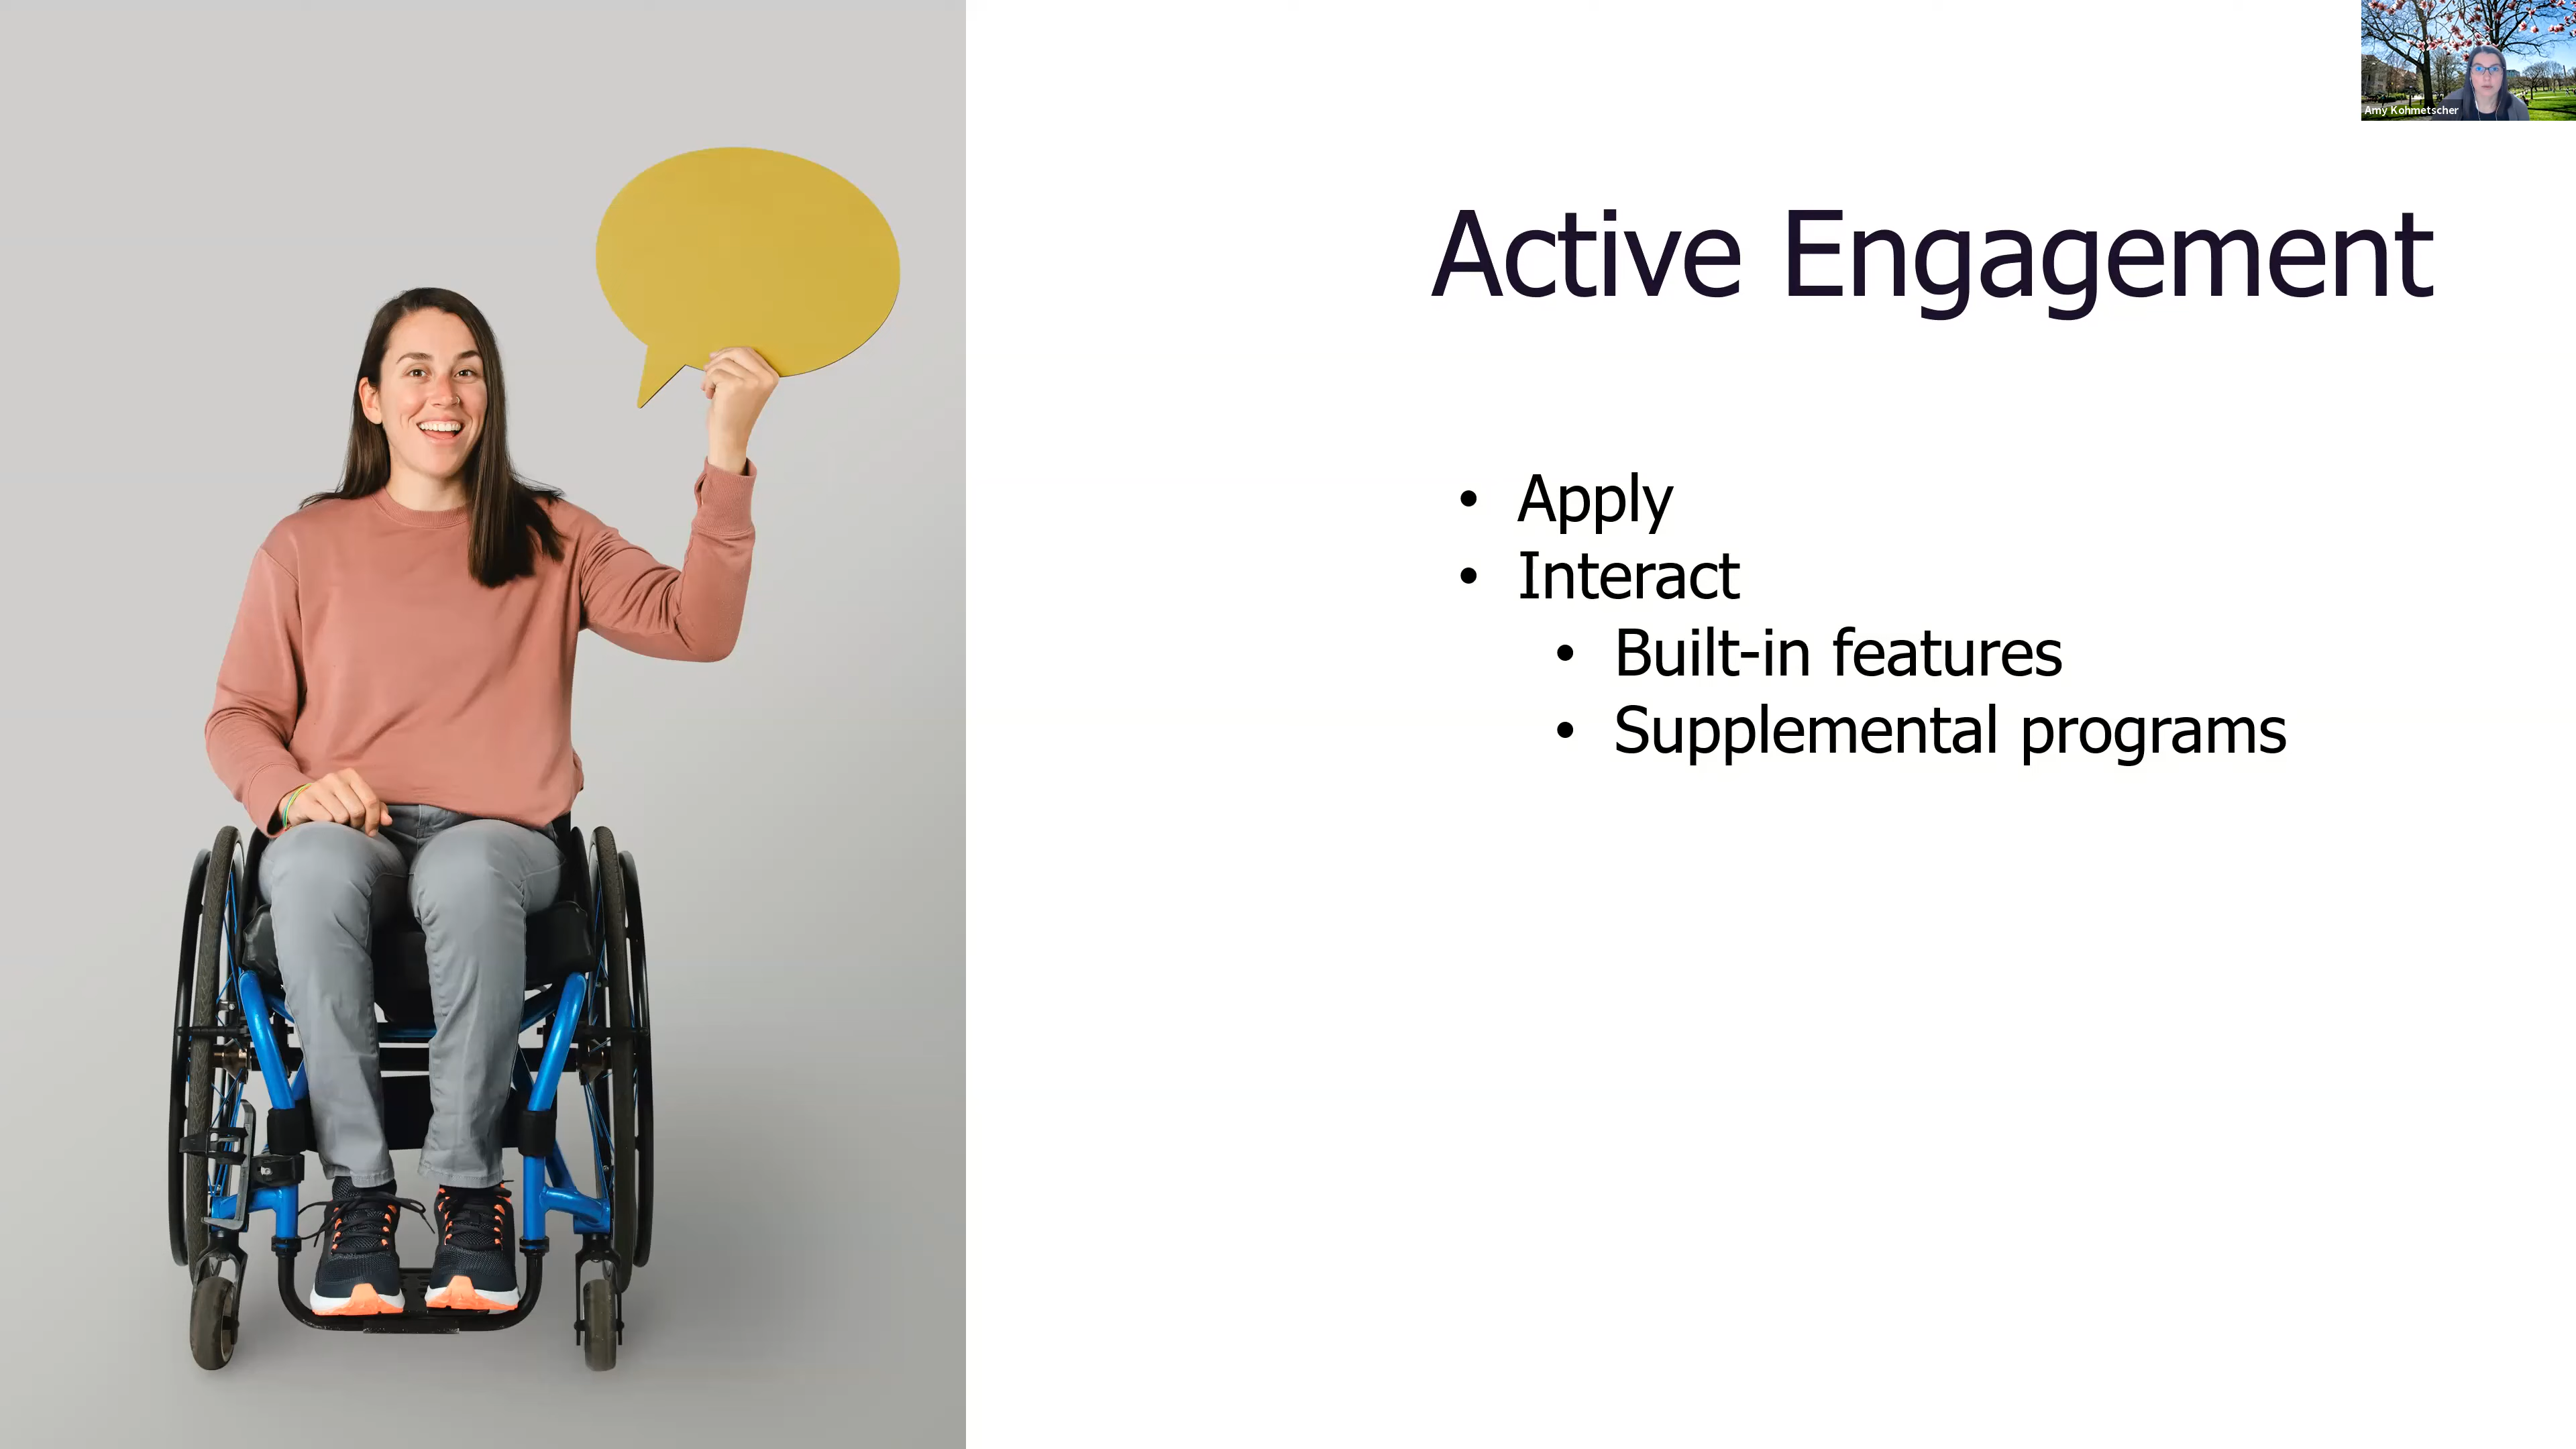 Amy Kohmetscher
Active Engagement
• Apply
• Interact
• Built-in features
• Supplemental programs